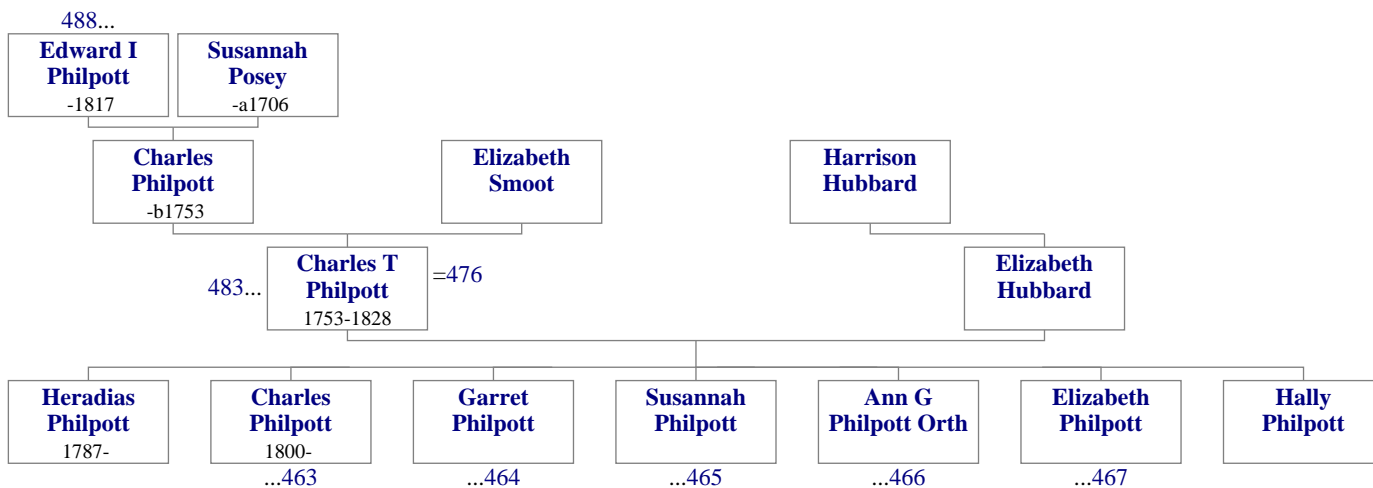 488...
Edward I
Philpott
-1817
Susannah
Posey
-a1706
Charles
Philpott
-b1753
Elizabeth
Smoot
Harrison
Hubbard
483...
Charles T
Philpott
1753-1828
=476
Elizabeth
Hubbard
Heradias
Philpott
1787-
Charles
Philpott
1800-
...463
Garret
Philpott
...464
Susannah
Philpott
...465
Ann G
Philpott Orth
...466
Elizabeth
Philpott
...467
Hally
Philpott